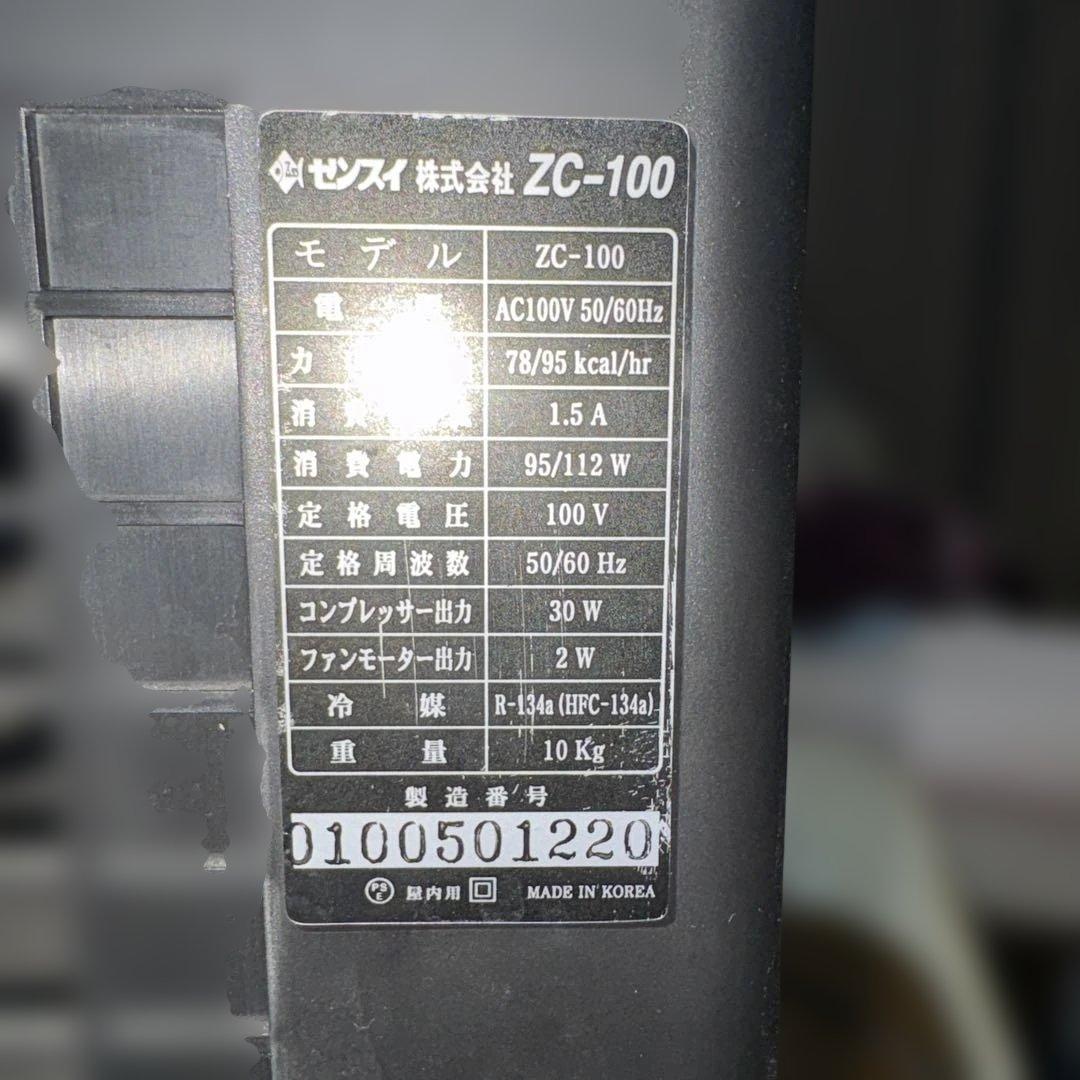 ゼンスイ 株式会社 ZC-100
モデル ZC-100
電 AC100V 50/60Hz
力 78/95 kcal/hr
消 1.5 A
消費電力 95/112 W
定格電圧 100 V
定格周波数 50/60 Hz
コンプレッサー出力 30 W
ファンモーター出力 2 W
冷媒 R-134a (HFC-134a)
重量 10 Kg
製造番号
0100501220
PS E 屋内用 MADE IN KOREA